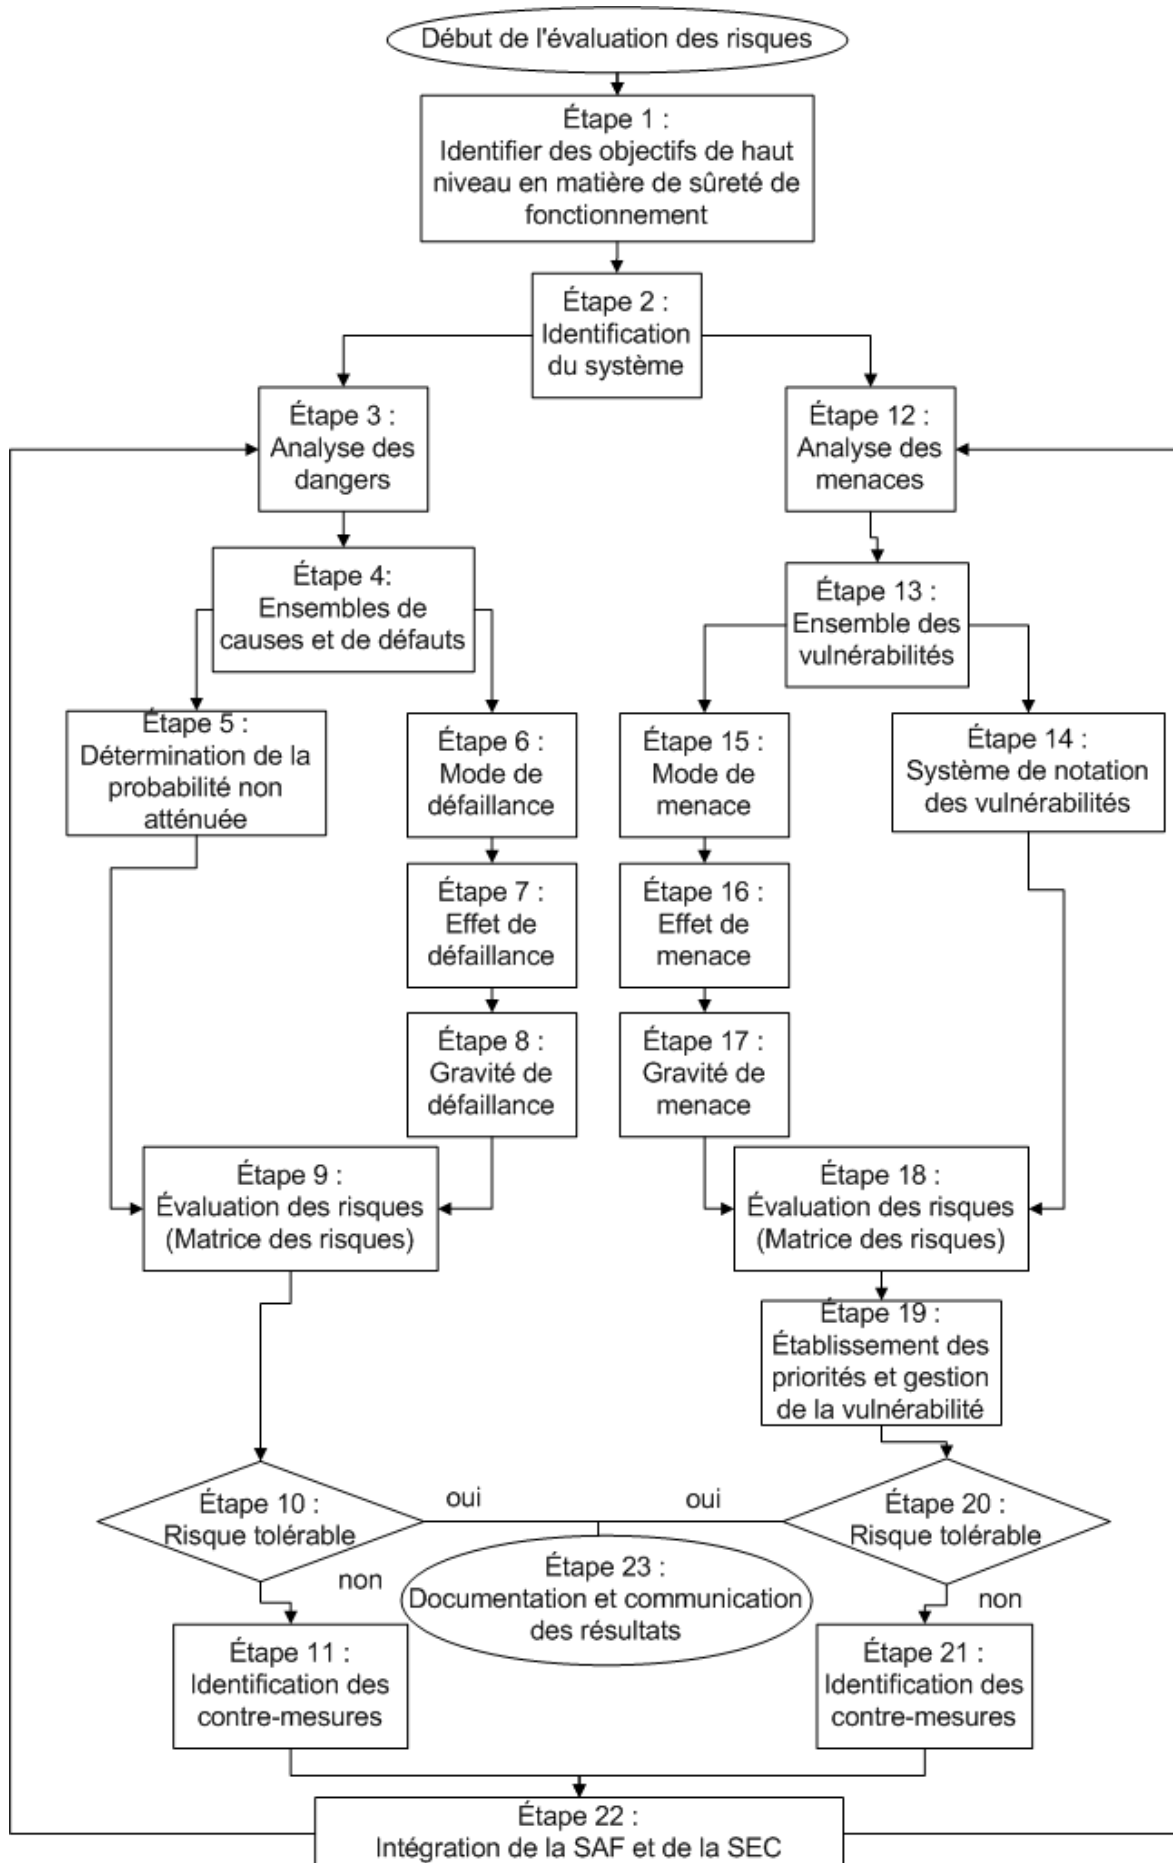 Début de l'évaluation des risques
Étape 1 :
Identifier des objectifs de haut
niveau en matière de sûreté de
fonctionnement
Étape 2 :
Identification
du système
Étape 3 :
Analyse des
dangers
Étape 12 :
Analyse des
menaces
Étape 4:
Ensembles de
causes et de défauts
Étape 13 :
Ensemble des
vulnérabilités
Étape 5 :
Détermination de la
probabilité non
atténuée
Étape 6 :
Mode de
défaillance
Étape 15 :
Mode de
menace
Étape 14 :
Système de notation
des vulnérabilités
Étape 7 :
Effet de
défaillance
Étape 16 :
Effet de
menace
Étape 8 :
Gravité de
défaillance
Étape 17 :
Gravité de
menace
Étape 9 :
Évaluation des risques
(Matrice des risques)
Étape 18 :
Évaluation des risques
(Matrice des risques)
Étape 19 :
Établissement des
priorités et gestion
de la vulnérabilité
Étape 10 :
Risque tolérable
oui
oui
Étape 20 :
Risque tolérable
non
Étape 23 :
Documentation et communication
des résultats
non
Étape 11 :
Identification des
contre-mesures
Étape 21 :
Identification des
contre-mesures
Étape 22 :
Intégration de la SAF et de la SEC